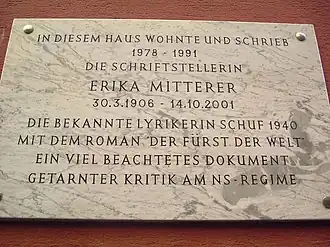 IN DIESEM HAUS WOHNTE UND SCHRIEB
1978 - 1991
DIE SCHRIFTSTELLERIN
ERIKA MITTERER
30.3.1906 - 14.10.2001
DIE BEKANNTE LYRIKERIN SCHUF 1940
MIT DEM ROMAN "DER FÜRST DER WELT"
EIN VIEL BEACHTETES DOKUMENT
GETARNTER KRITIK AM NS-REGIME